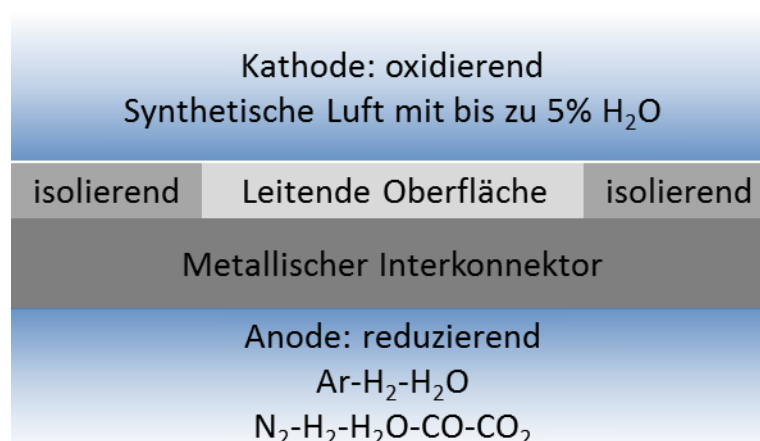 Kathode: oxidierend
Synthetische Luft mit bis zu 5% H₂O
isolierend Leitende Oberfläche isolierend
Metallischer Interkonnektor
Anode: reduzierend
Ar-H₂-H₂O
N₂-H₂-H₂O-CO-CO₂